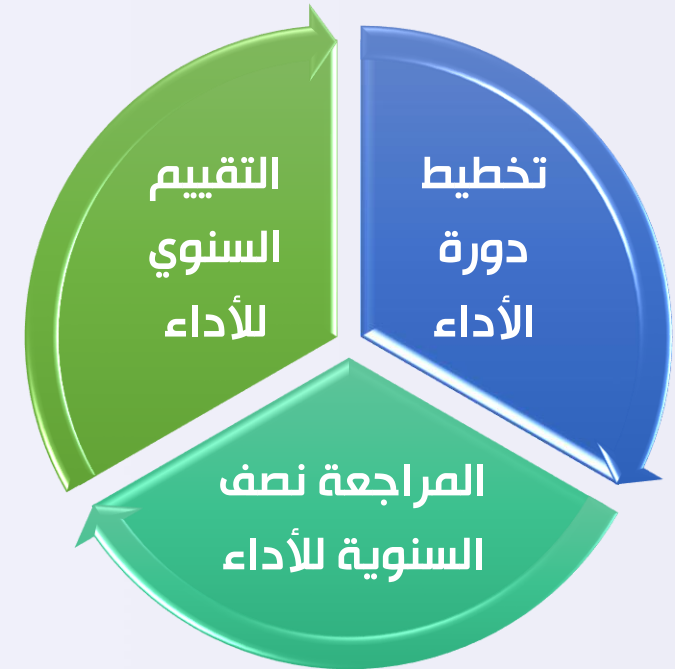 تخطيط
دورة
الأداء
المراجعة نصف
السنوية للأداء
التقييم
السنوي
للأداء